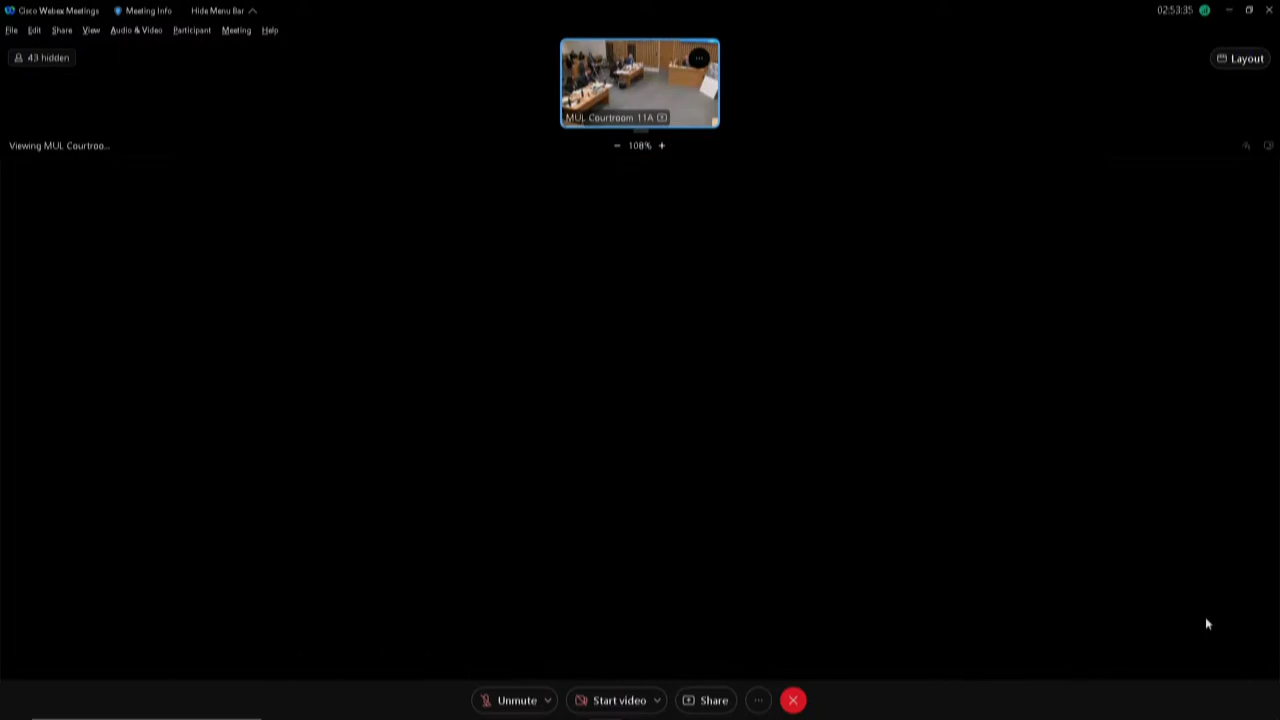 Cisco Webex Meetings Meeting Info Hide Menu Bar 02:53:35
File Edit Share View Audio & Video Participant Meeting Help
43 hidden
Layout
MUL Courtroom 11A
Viewing MUL Courtroo... − 108% +
Unmute Start video Share